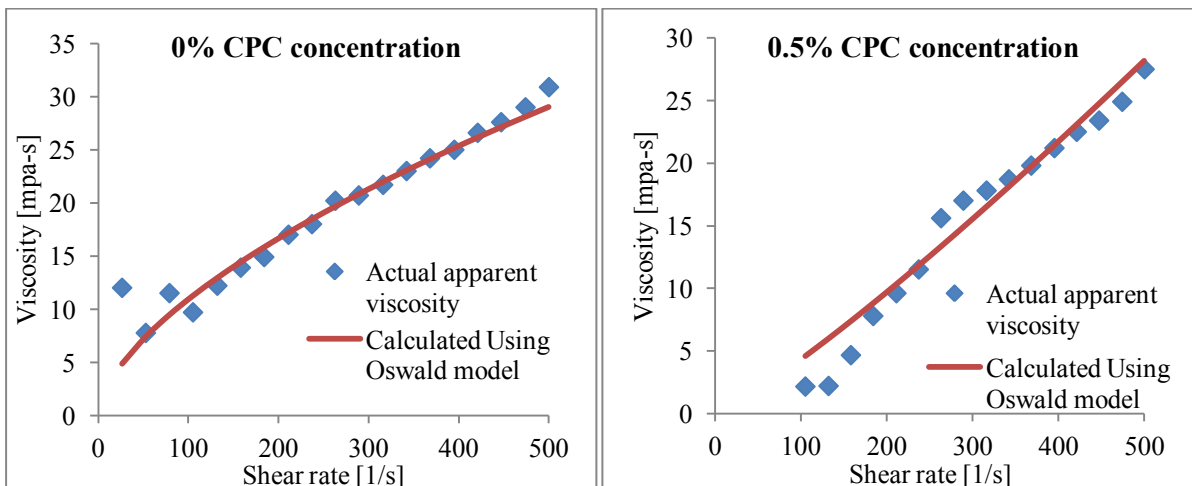 0% CPC concentration
35
30
25
20
15
10
5
0
Viscosity [mpa-s]
0 100 200 300 400 500
Shear rate [1/s]
Actual apparent
viscosity
Calculated Using
Oswald model
0.5% CPC concentration
30
25
20
15
10
5
0
Viscosity [mpa-s]
0 100 200 300 400 500
Shear rate [1/s]
Actual apparent
viscosity
Calculated Using
Oswald model